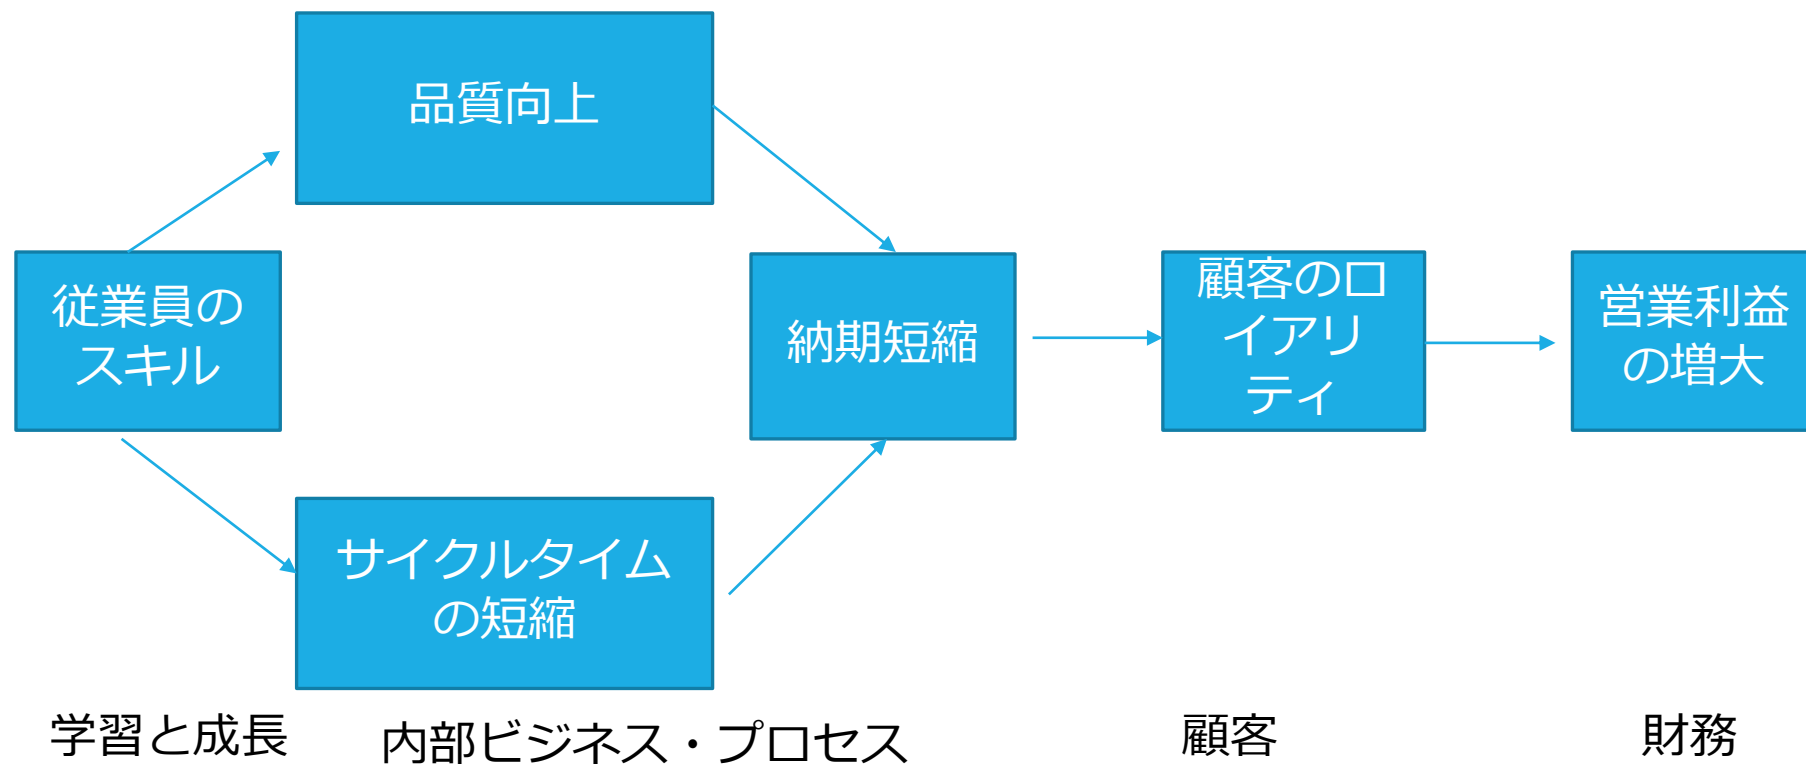 品質向上
従業員の
スキル
納期短縮
顧客のロ
イアリ
ティ
営業利益
の増大
サイクルタイム
の短縮
学習と成長
内部ビジネス・プロセス
顧客
財務